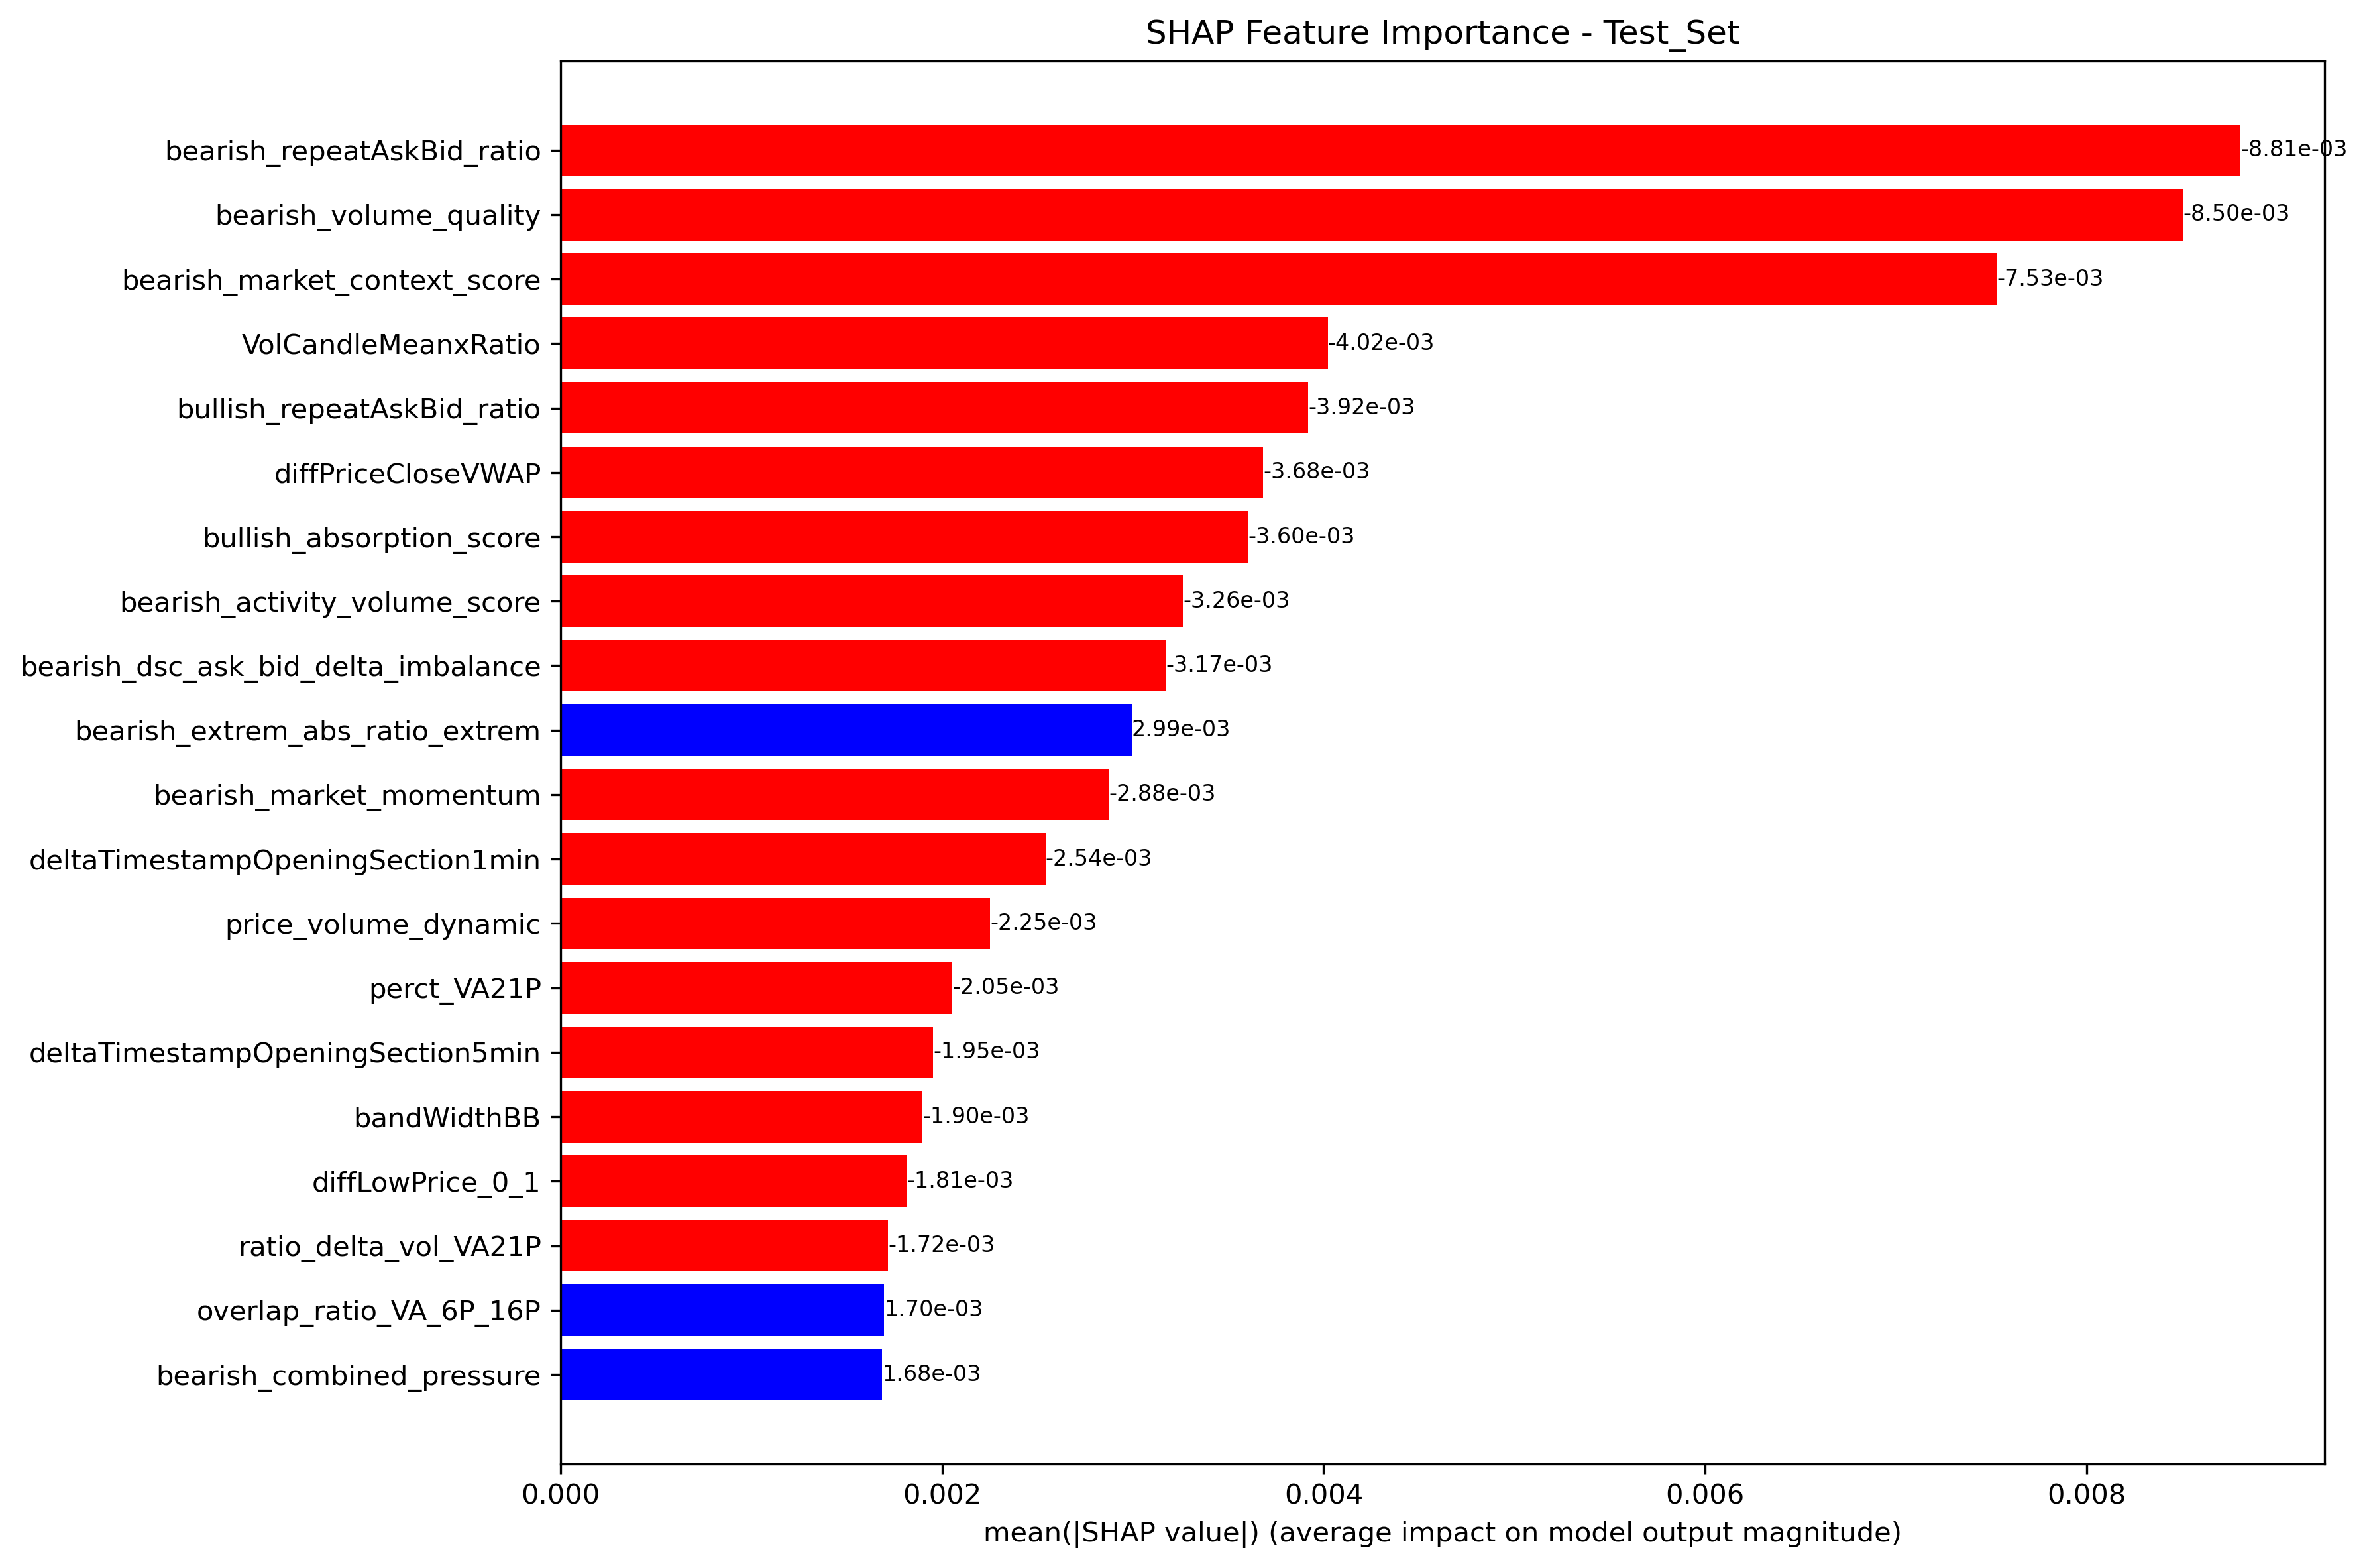 SHAP Feature Importance - Test_Set
bearish_repeatAskBid_ratio -8.81e-03
bearish_volume_quality -8.50e-03
bearish_market_context_score -7.53e-03
VolCandleMeanxRatio -4.02e-03
bullish_repeatAskBid_ratio -3.92e-03
diffPriceCloseVWAP -3.68e-03
bullish_absorption_score -3.60e-03
bearish_activity_volume_score -3.26e-03
bearish_dsc_ask_bid_delta_imbalance -3.17e-03
bearish_extrem_abs_ratio_extrem 2.99e-03
bearish_market_momentum -2.88e-03
deltaTimestampOpeningSection1min -2.54e-03
price_volume_dynamic -2.25e-03
perct_VA21P -2.05e-03
deltaTimestampOpeningSection5min -1.95e-03
bandWidthBB -1.90e-03
diffLowPrice_0_1 -1.81e-03
ratio_delta_vol_VA21P -1.72e-03
overlap_ratio_VA_6P_16P 1.70e-03
bearish_combined_pressure 1.68e-03
0.000 0.002 0.004 0.006 0.008
mean(|SHAP value|) (average impact on model output magnitude)